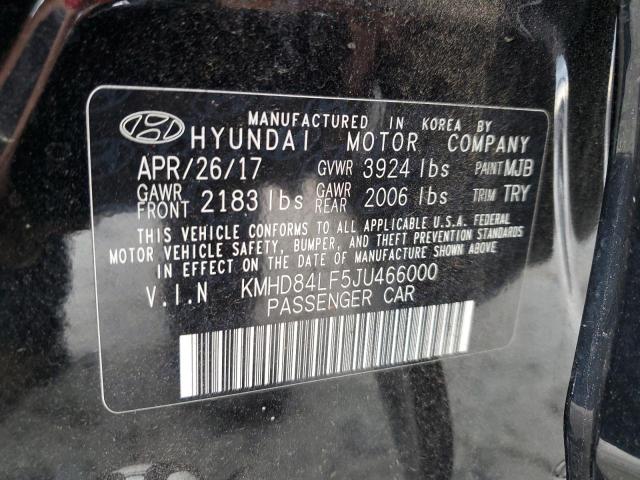 MANUFACTURED IN KOREA BY
HYUNDAI MOTOR COMPANY
APR/26/17 GVWR 3924 lbs PAINT MJB
GAWR FRONT 2183 lbs GAWR REAR 2006 lbs TRIM TRY
THIS VEHICLE CONFORMS TO ALL APPLICABLE U.S.A. FEDERAL
MOTOR VEHICLE SAFETY, BUMPER, AND THEFT PREVENTION STANDARDS
IN EFFECT ON THE DATE OF MANUFACTURE SHOWN ABOVE.
V.I.N KMHD84LF5JU466000
PASSENGER CAR